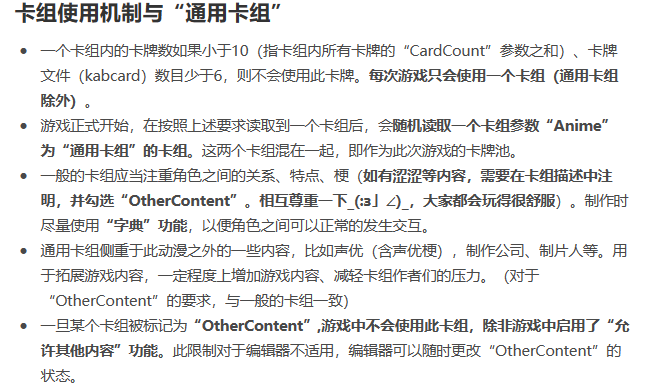 卡组使用机制与“通用卡组”
一个卡组内的卡牌数如果小于10（指卡组内所有卡牌的“CardCount”参数之和）、卡牌
文件（kabcard）数目少于6，则不会使用此卡牌。每次游戏只会使用一个卡组（通用卡组
除外）。
游戏正式开始，在按照上述要求读取到一个卡组后，会随机读取一个卡组参数“Anime”
为“通用卡组”的卡组。这两个卡组混在一起，即作为此次游戏的卡牌池。
一般的卡组应当注重角色之间的关系、特点、梗（如有涩涩等内容，需要在卡组描述中注
明，并勾选“OtherContent”。相互尊重一下_(:з」∠)_，大家都会玩得很舒服）。制作时
尽量使用“字典”功能，以便角色之间可以正常的发生交互。
通用卡组侧重于此动漫之外的一些内容，比如声优（含声优梗），制作公司、制片人等。用
于拓展游戏内容，一定程度上增加游戏内容、减轻卡组作者们的压力。（对于
“OtherContent”的要求，与一般的卡组一致）
一旦某个卡组被标记为“OtherContent”,游戏中不会使用此卡组，除非游戏中启用了“允
许其他内容”功能。此限制对于编辑器不适用，编辑器可以随时更改“OtherContent”的
状态。